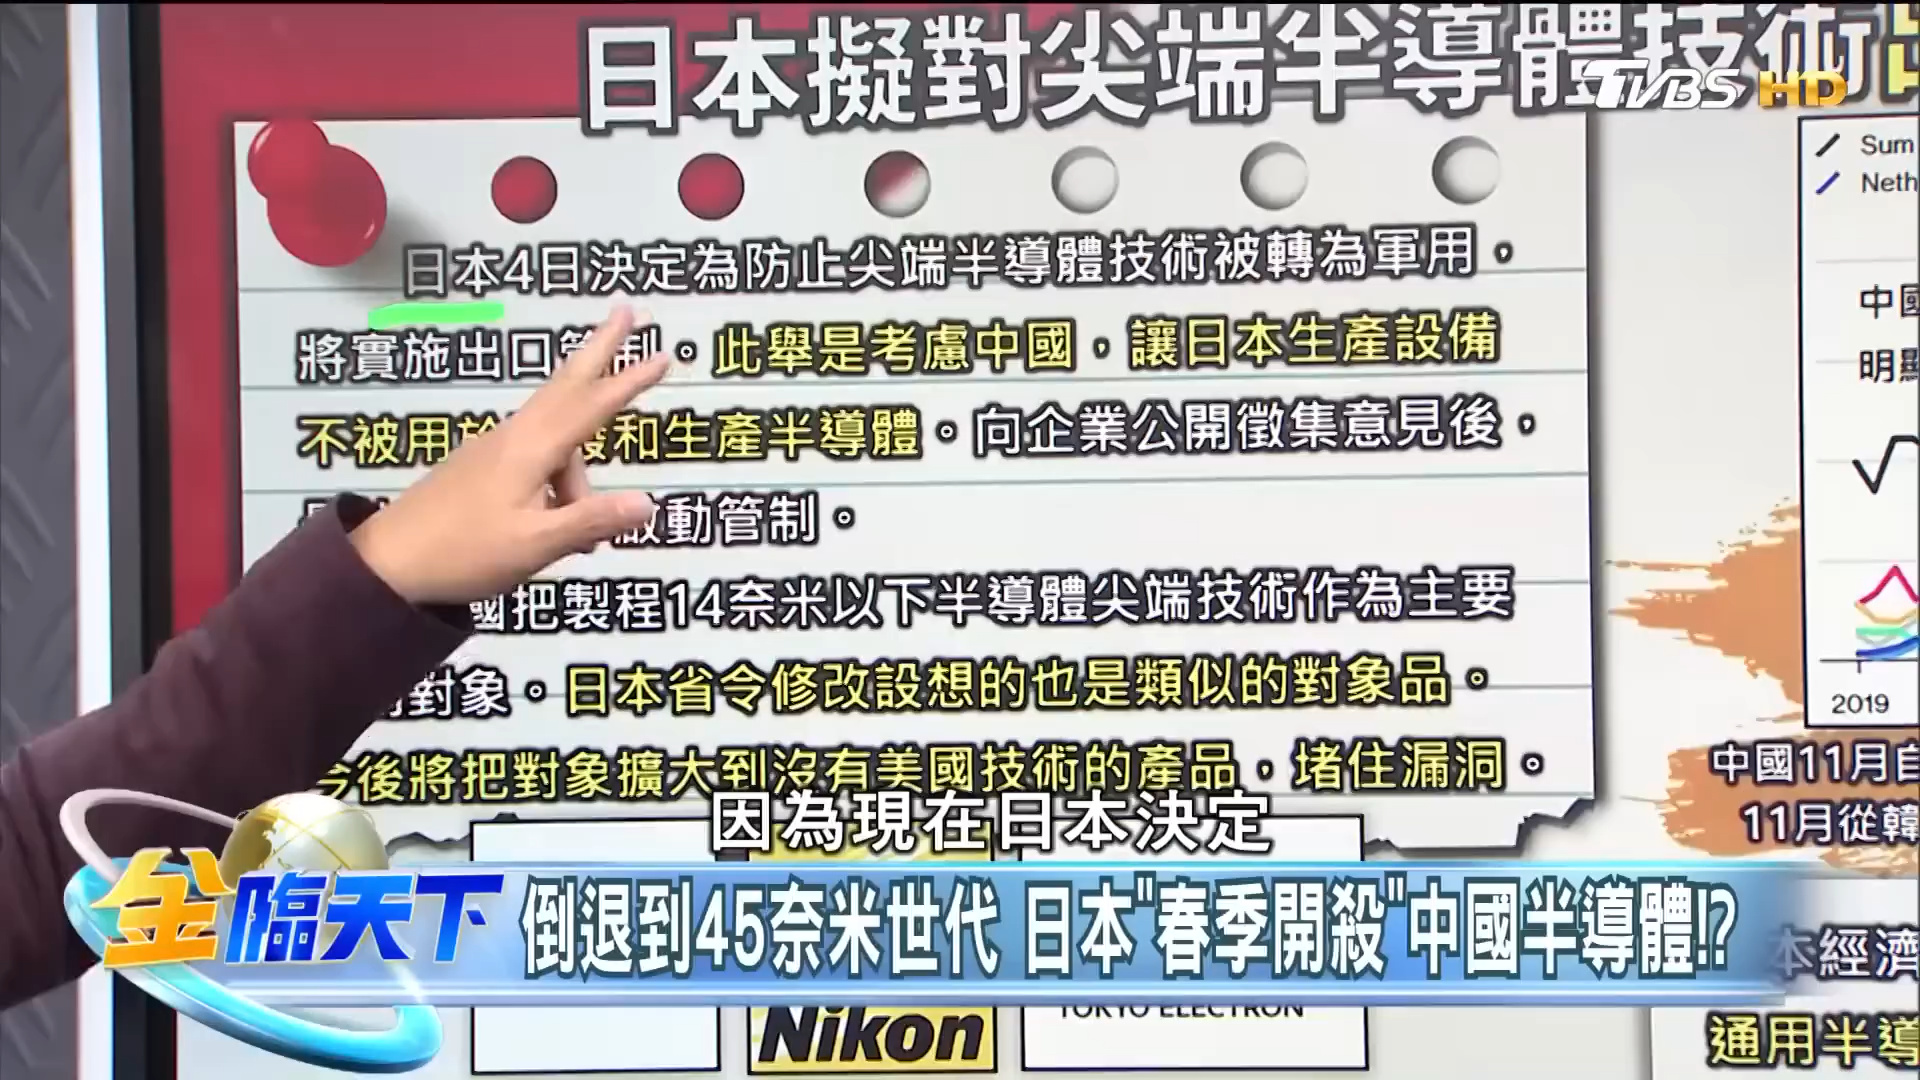 日本擬對尖端半導體技術
TVBS HD
日本4日決定為防止尖端半導體技術被轉為軍用，
將實施出口管制。此舉是考慮中國，讓日本生產設備
不被用於 和生產半導體。向企業公開徵集意見後，
啟動管制。
國把製程14奈米以下半導體尖端技術作為主要
對象。日本省令修改設想的也是類似的對象品。
今後將把對象擴大到沒有美國技術的產品，堵住漏洞。
Sum
Neth
中國
明顯
2019
中國11月自
11月從韓
因為現在日本決定
金臨天下
倒退到45奈米世代 日本"春季開殺"中國半導體!?
本經濟
Nikon
TOKYO ELECTRON
通用半導